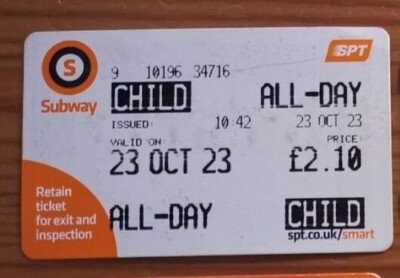 S
Subway
SPT
9 10196 34716
CHILD ALL-DAY
ISSUED: 10:42 23 OCT 23
VALID ON: PRICE:
23 OCT 23 £2.10
Retain
ticket
for exit and
inspection
ALL-DAY CHILD
spt.co.uk/smart